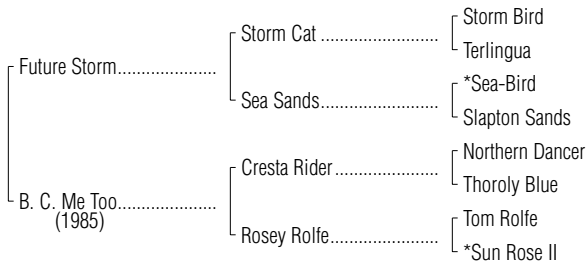 Storm Bird
Storm Cat ................................
Terlingua
Future Storm......................
*Sea-Bird
Sea Sands................................
Slapton Sands
Northern Dancer
Cresta Rider ............................
Thoroly Blue
B. C. Me Too......................
(1985)
Tom Rolfe
Rosey Rolfe.............................
*Sun Rose II